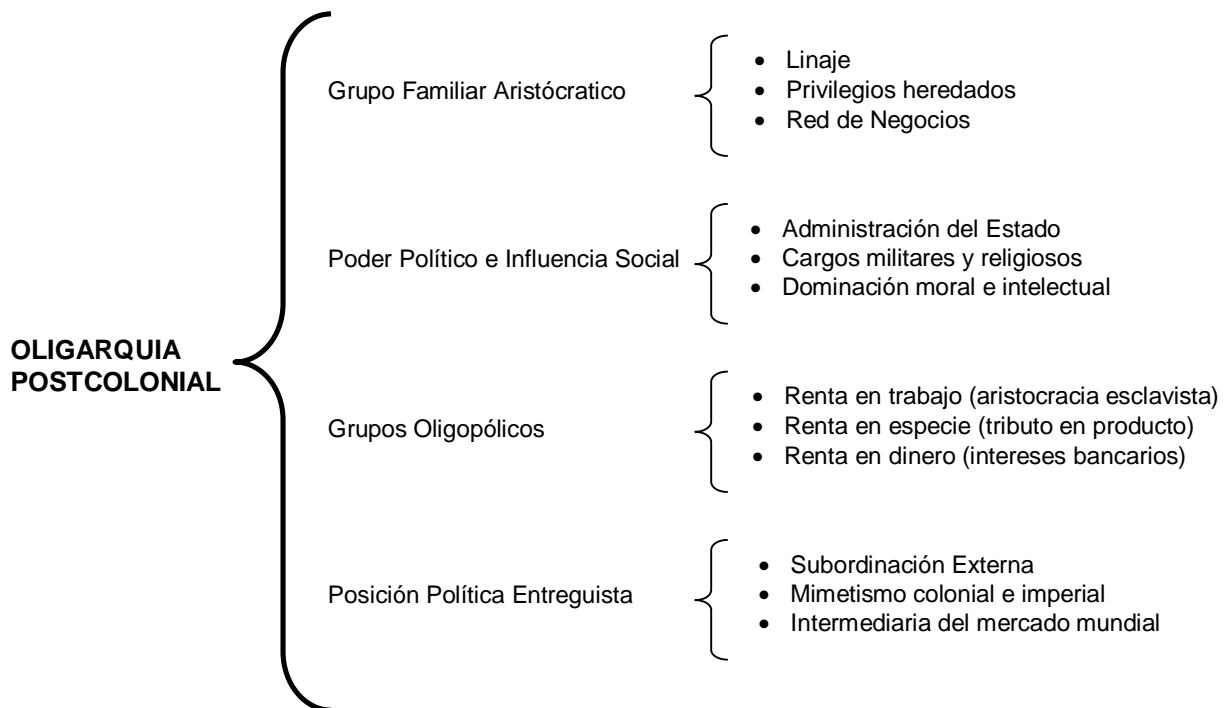 OLIGARQUIA
POSTCOLONIAL
Grupo Familiar Aristócratico
• Linaje
• Privilegios heredados
• Red de Negocios
Poder Político e Influencia Social
• Administración del Estado
• Cargos militares y religiosos
• Dominación moral e intelectual
Grupos Oligopólicos
• Renta en trabajo (aristocracia esclavista)
• Renta en especie (tributo en producto)
• Renta en dinero (intereses bancarios)
Posición Política Entreguista
• Subordinación Externa
• Mimetismo colonial e imperial
• Intermediaria del mercado mundial